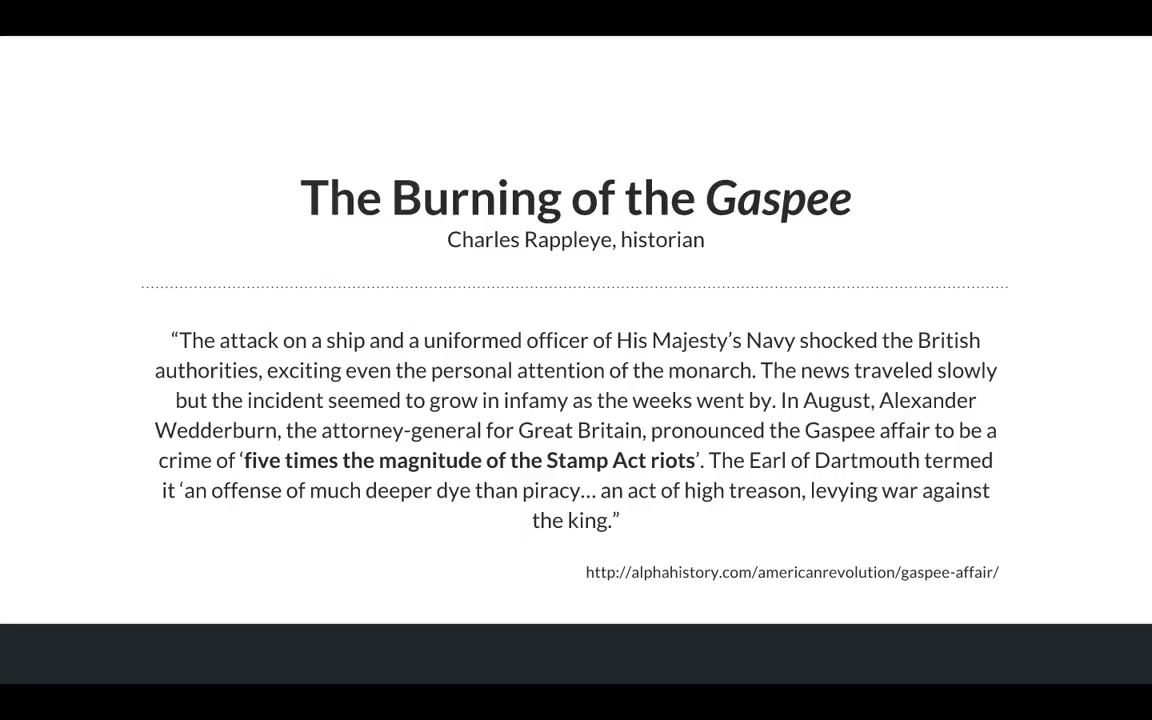 The Burning of the Gaspee
Charles Rappleye, historian
“The attack on a ship and a uniformed officer of His Majesty’s Navy shocked the British
authorities, exciting even the personal attention of the monarch. The news traveled slowly
but the incident seemed to grow in infamy as the weeks went by. In August, Alexander
Wedderburn, the attorney-general for Great Britain, pronounced the Gaspee affair to be a
crime of ‘five times the magnitude of the Stamp Act riots’. The Earl of Dartmouth termed
it ‘an offense of much deeper dye than piracy… an act of high treason, levying war against
the king.”
http://alphahistory.com/americanrevolution/gaspee-affair/